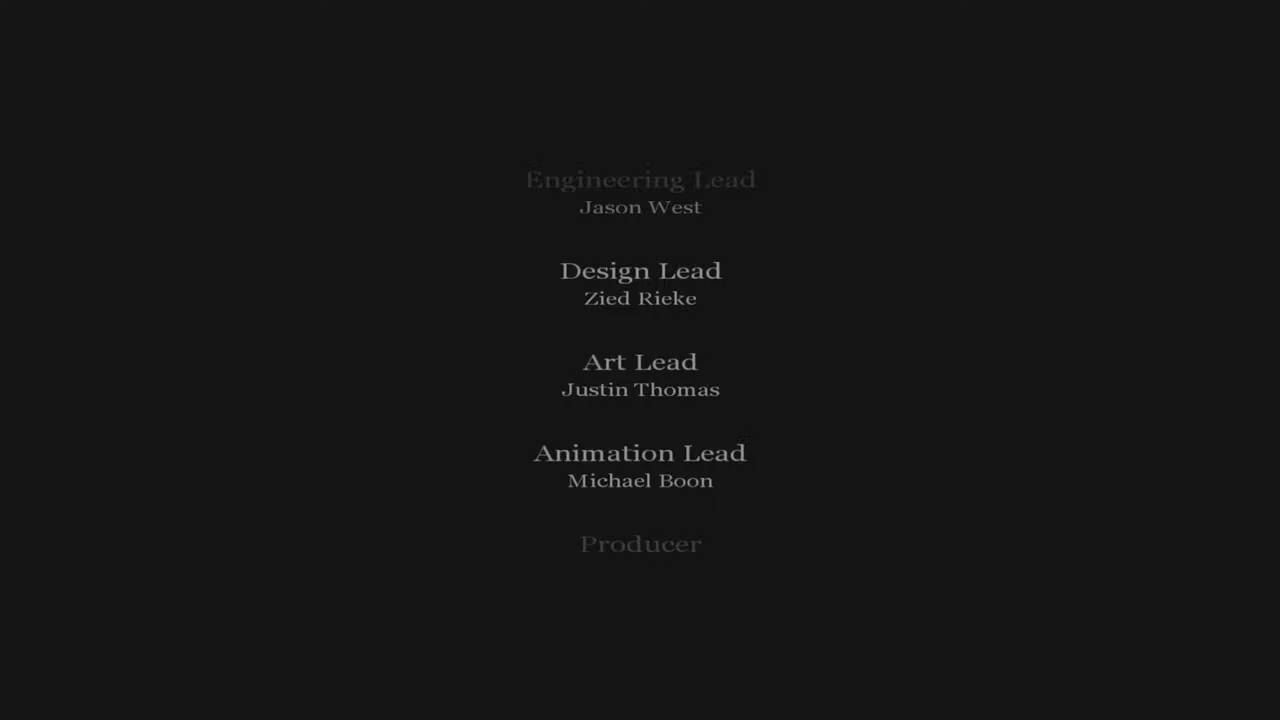 Engineering Lead
Jason West
Design Lead
Zied Rieke
Art Lead
Justin Thomas
Animation Lead
Michael Boon
Producer